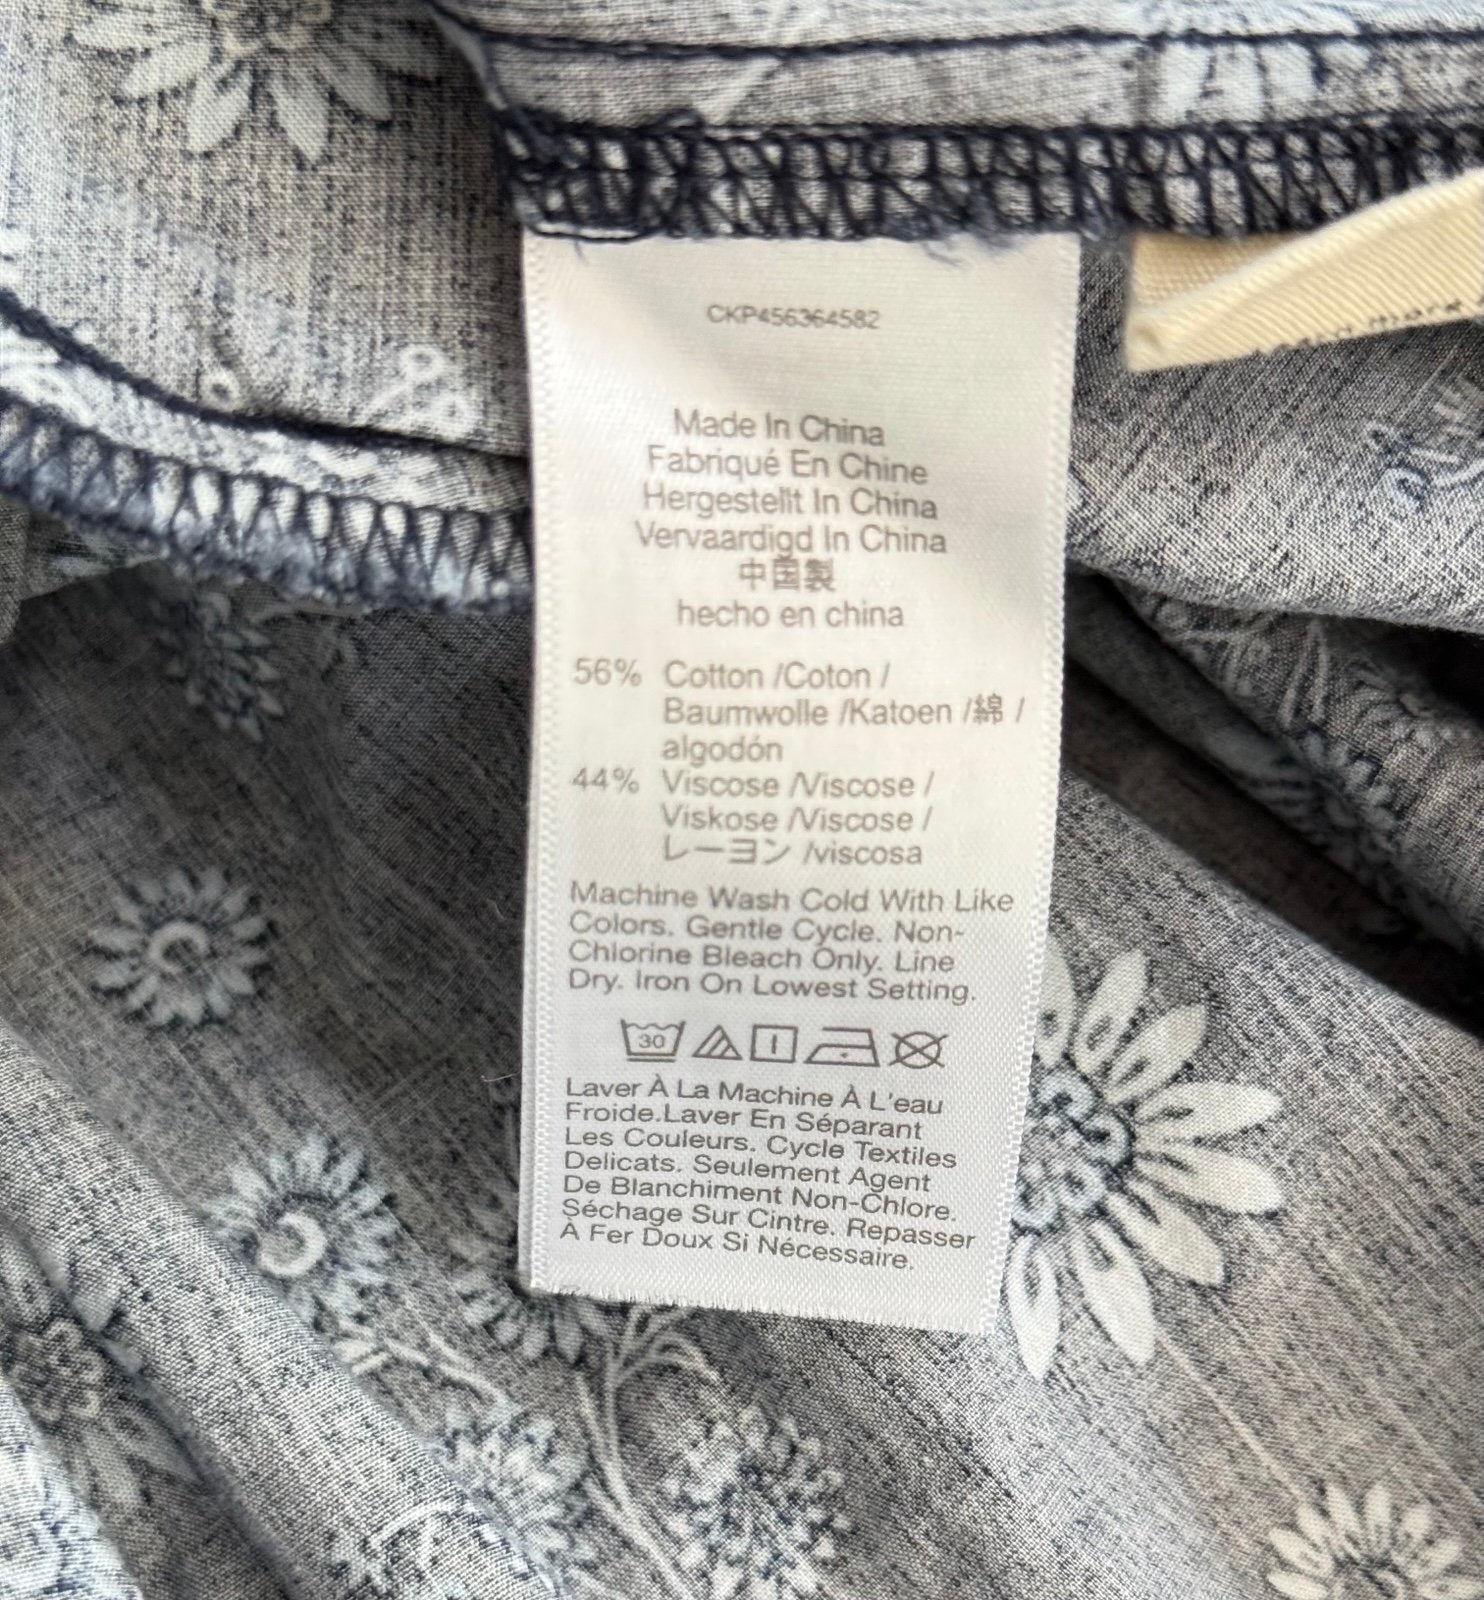 CKP456364582
Made In China
Fabriqué En Chine
Hergestellt In China
Vervaardigd In China
中国製
hecho en china
56% Cotton /Coton /
Baumwolle /Katoen /綿 /
algodón
44% Viscose /Viscose /
Viskose /Viscose /
レーヨン /viscosa
Machine Wash Cold With Like
Colors. Gentle Cycle. Non-
Chlorine Bleach Only. Line
Dry. Iron On Lowest Setting.
30
Laver À La Machine À L'eau
Froide.Laver En Séparant
Les Couleurs. Cycle Textiles
Delicats. Seulement Agent
De Blanchiment Non-Chlore.
Séchage Sur Cintre. Repasser
À Fer Doux Si Nécessaire.